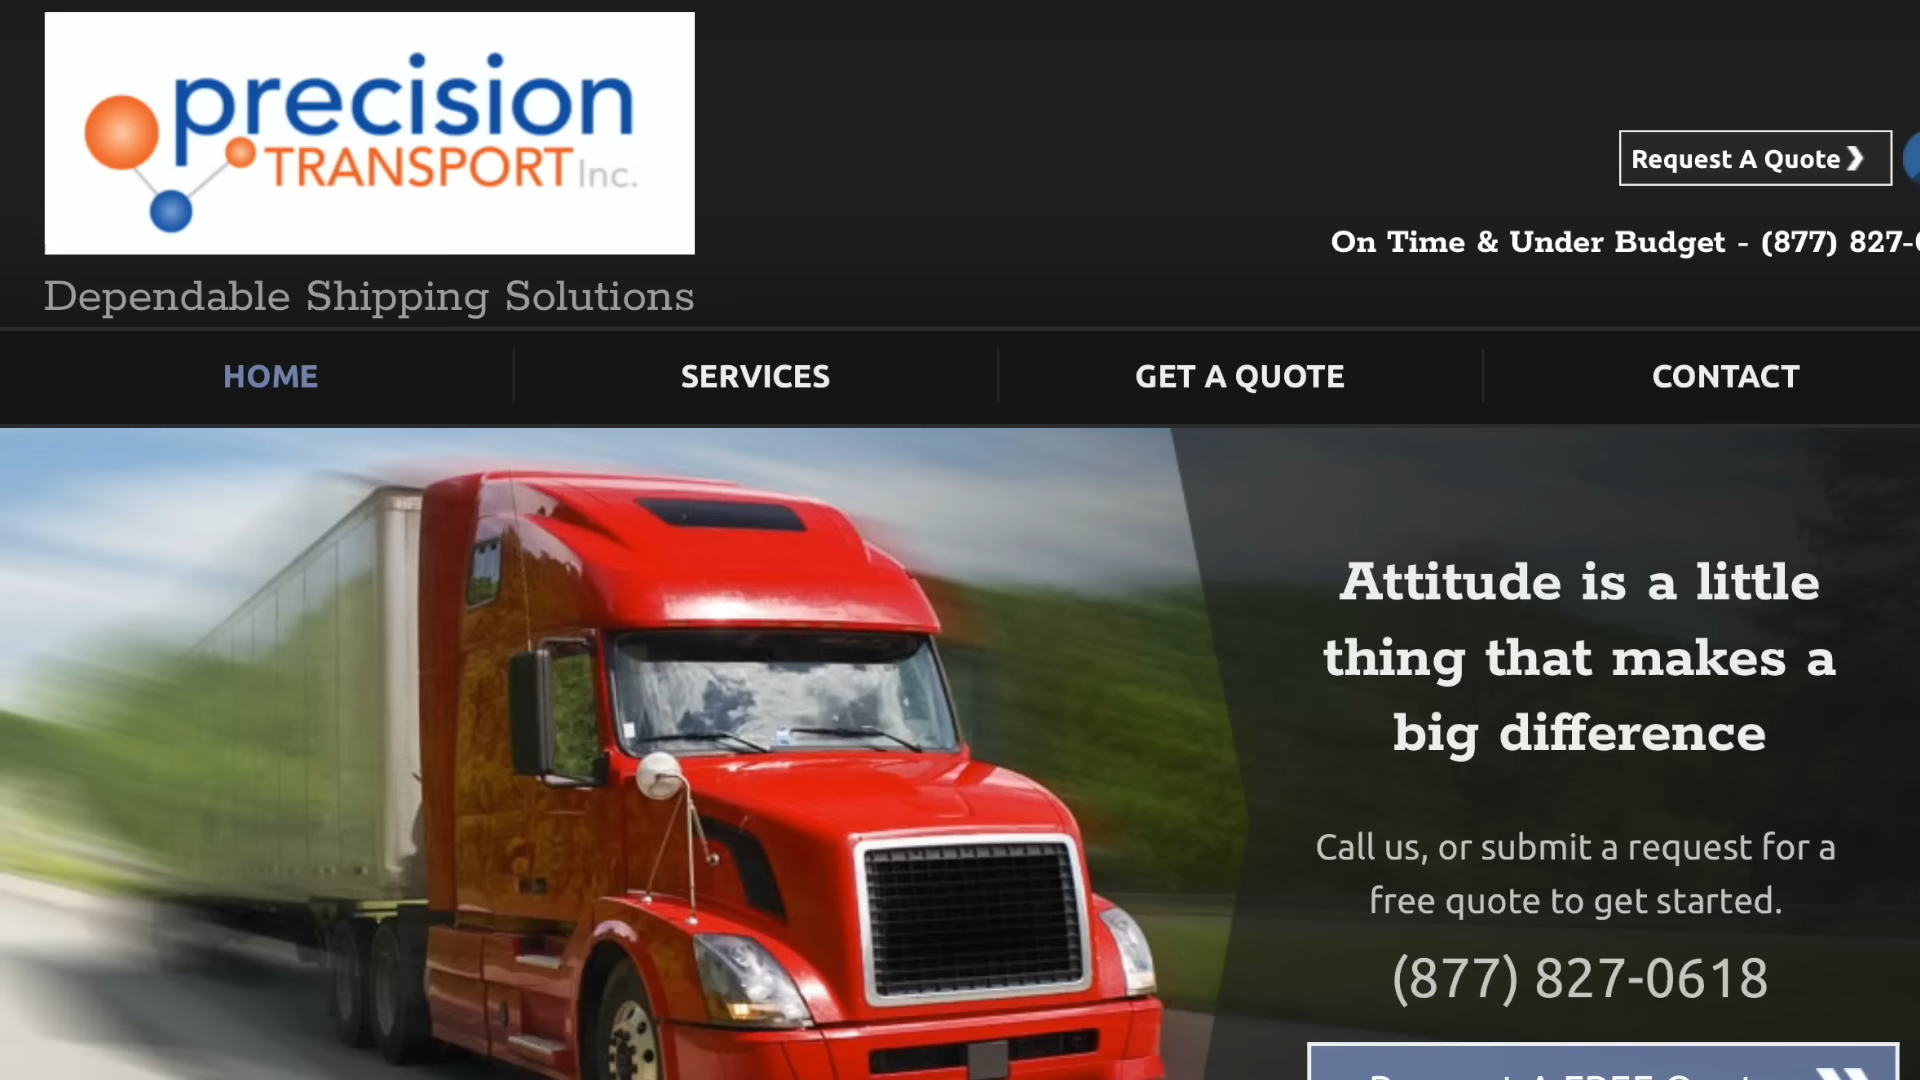 precision
TRANSPORT Inc.
Dependable Shipping Solutions
Request A Quote
On Time & Under Budget - (877) 827-
HOME
SERVICES
GET A QUOTE
CONTACT
Attitude is a little
thing that makes a
big difference
Call us, or submit a request for a
free quote to get started.
(877) 827-0618